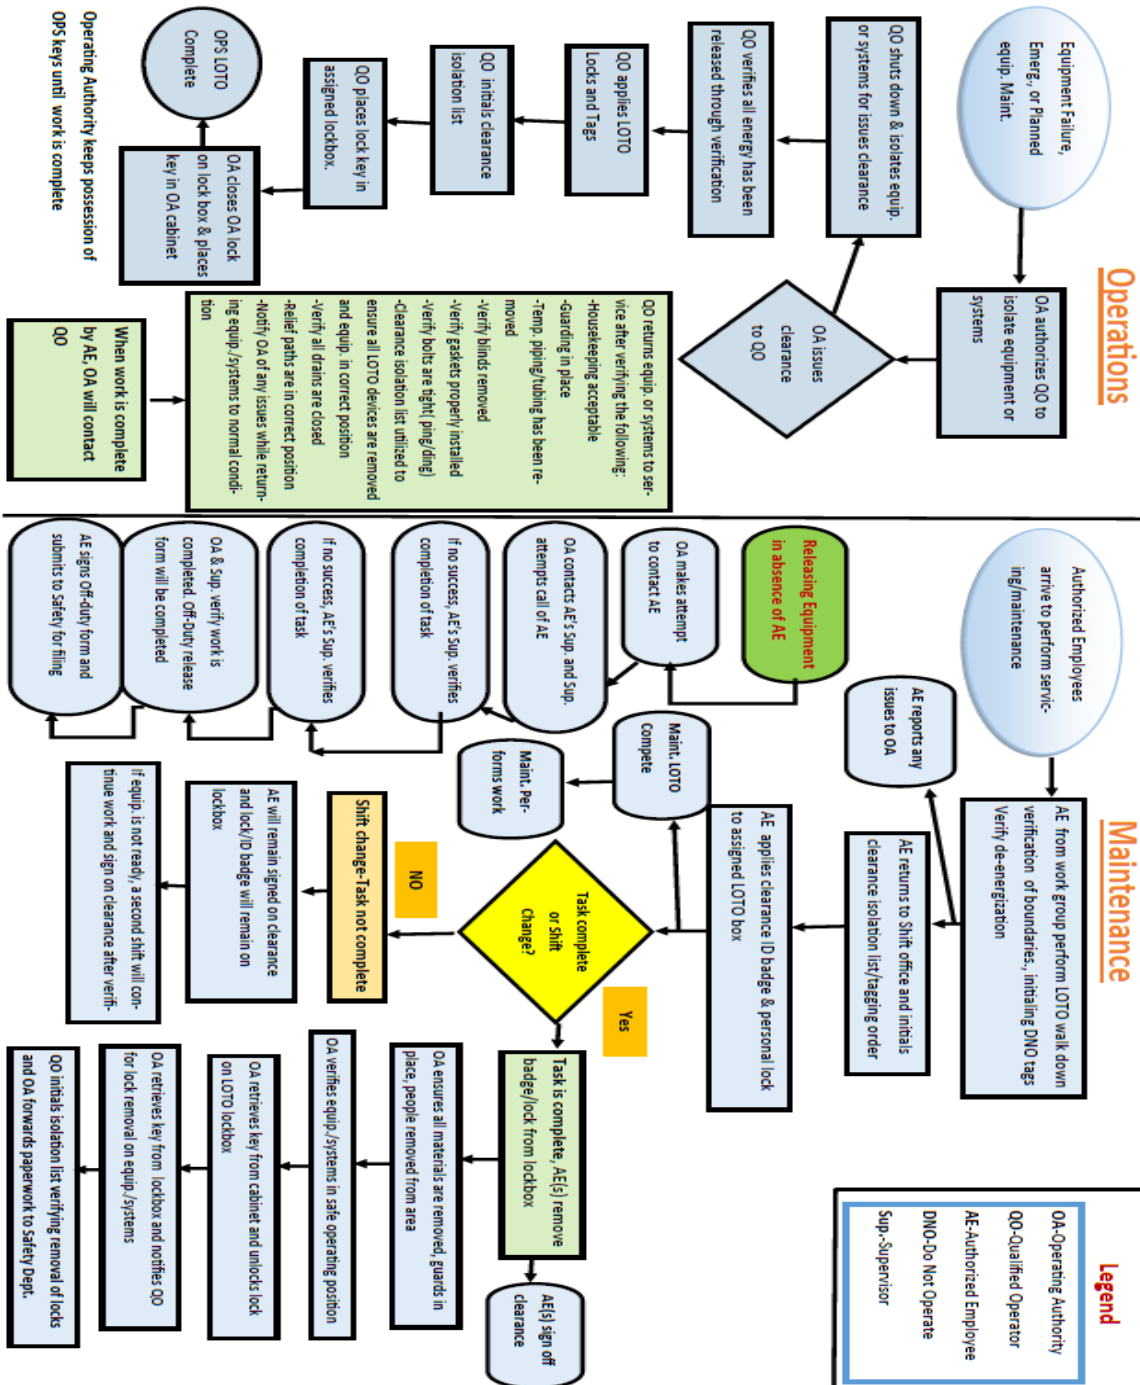 Operations
Equipment Failure,
Emerg., or Planned
equip. Maint.
OA authorizes QO to
isolate equipment or
systems
OA issues
clearance
to QO
QO shuts down & isolates equip.
or systems for issues clearance
QO verifies all energy has been
released through verification
QO applies LOTO
Locks and Tags
QO initials clearance
isolation list
QO places lock key in
assigned lockbox.
OA closes OA lock
on lock box & places
key in OA cabinet
OPS LOTO
Complete
Operating Authority keeps possession of
OPS keys until work is complete
When work is complete
by AE, OA will contact
QO
QO returns equip. or systems to ser-
vice after verifying the following:
-Housekeeping acceptable
-Guarding in place
-Temp. piping/tubing has been re-
moved
-Verify blinds removed
-Verify gaskets properly installed
-Verify bolts are tight( ping/ding)
-Clearance isolation list utilized to
ensure all LOTO devices are removed
and equip. in correct position
-Verify all drains are closed
-Relief paths are in correct position
-Notify OA of any issues while return-
ing equip./systems to normal condi-
tion
Maintenance
Authorized Employees
arrive to perform servic-
ing/maintenance
AE from work group perform LOTO walk down
verification of boundaries., initialing DNO tags
Verify de-energization
AE reports any
issues to OA
AE returns to Shift office and initials
clearance isolation list/tagging order
AE applies clearance ID badge & personal lock
to assigned LOTO box
Maint. LOTO
Compete
Maint. Per-
forms work
Task complete
or Shift
Change?
NO
Yes
Shift change-Task not complete
AE will remain signed on clearance
and lock/ID badge will remain on
lockbox
If equip. is not ready, a second shift will con-
tinue work and sign on clearance after verifi-
Task is complete, AE(s) remove
badge/lock from lockbox
AE(s) sign off
clearance
OA ensures all materials are removed, guards in
place, people removed from area
OA verifies equip./systems in safe operating position
OA retrieves key from cabinet and unlocks lock
on LOTO lockbox
OA retrieves key from lockbox and notifies QO
for lock removal on equip./systems
QO initials isolation list verifying removal of locks
and OA forwards paperwork to Safety Dept.
Releasing Equipment
in absence of AE
OA makes attempt
to contact AE
OA contacts AE's Sup. and Sup.
attempts call of AE
If no success, AE's Sup. verifies
completion of task
If no success, AE's Sup. verifies
completion of task
OA & Sup. verify work is
completed. Off-Duty release
form will be completed
AE signs Off-duty form and
submits to Safety for filing
Legend
OA-Operating Authority
QO-Qualified Operator
AE-Authorized Employee
DNO-Do Not Operate
Sup.-Supervisor